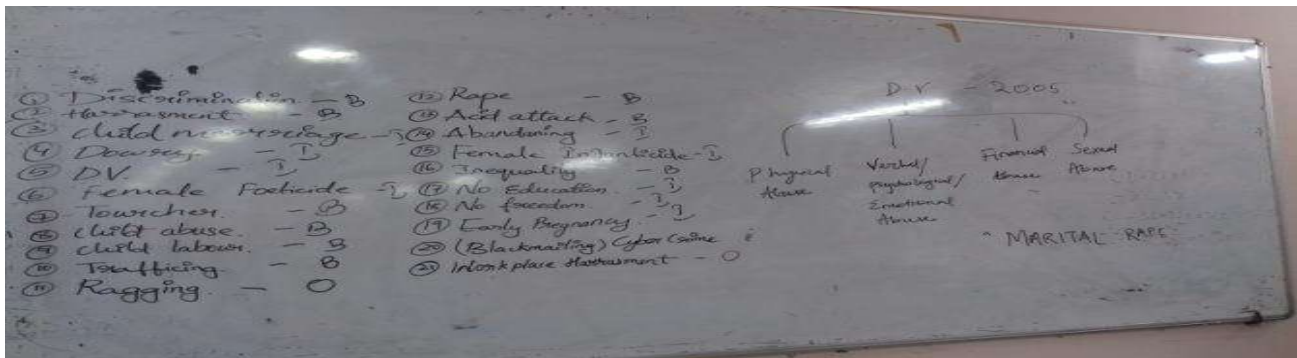 ① Discrimination. - B
② Harrasment - B
③ child marriage - I
④ Dowry. - I
⑤ DV. - I
⑥ Female Foeticide - I
⑦ Tourcher. - B
⑧ child abuse. - B
⑨ child labour. - B
⑩ Trafficing. - B
⑪ Ragging. - O
⑫ Rape - B
⑬ Acid attack - B
⑭ Abandoning - I
⑮ Female Infanticide - I
⑯ Inequality - B
⑰ No Education. - I
⑱ No freedom. - I
⑲ Early Pregnancy. - I
⑳ (Blackmailing) Cyber Crime
㉑ Workplace Harrasment - O
D.V. - 2005
Physical Abuse
Verbal/ psychological/ Emotional Abuse
Financial Abuse
Sexual Abuse
MARITAL RAPE